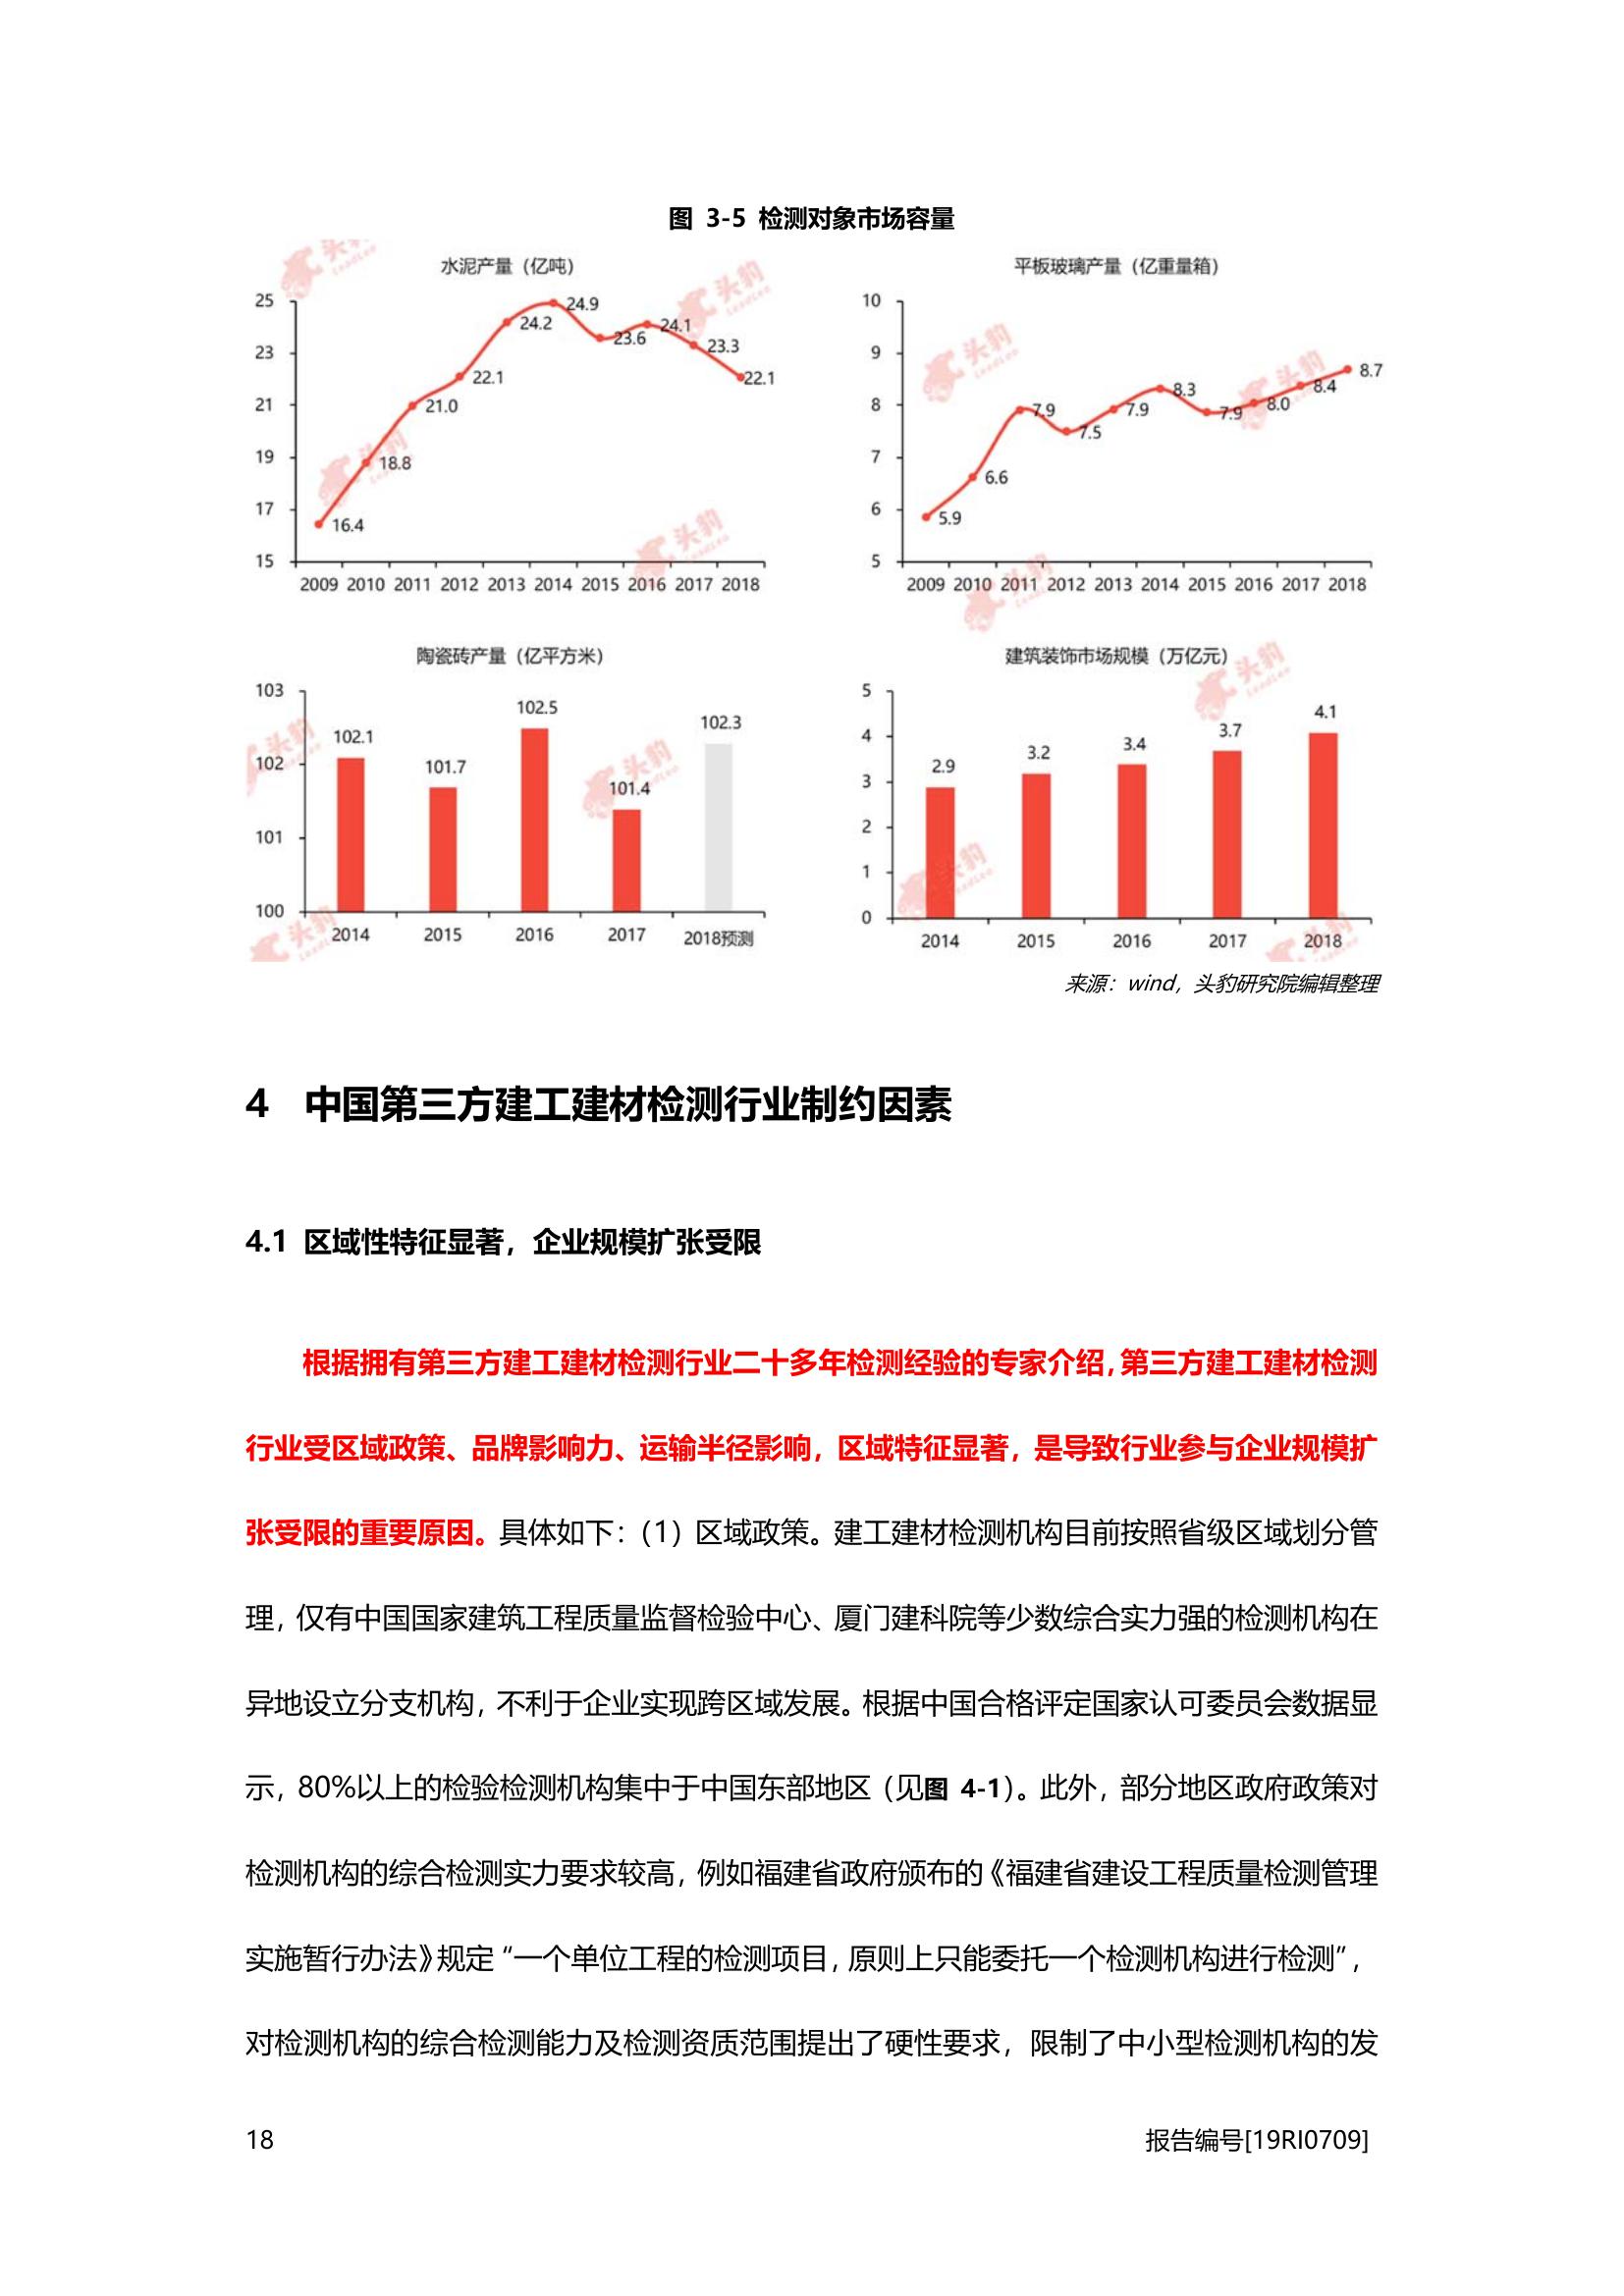 图 3-5 检测对象市场容量
水泥产量（亿吨）
25
23
21
19
17
15
16.4
18.8
21.0
22.1
24.2
24.9
23.6
24.1
23.3
22.1
2009 2010 2011 2012 2013 2014 2015 2016 2017 2018
平板玻璃产量（亿重量箱）
10
9
8
7
6
5
5.9
6.6
7.9
7.5
7.9
8.3
7.9
8.0
8.4
8.7
2009 2010 2011 2012 2013 2014 2015 2016 2017 2018
陶瓷砖产量（亿平方米）
103
102
101
100
102.1
101.7
102.5
101.4
102.3
2014 2015 2016 2017 2018预测
建筑装饰市场规模（万亿元）
5
4
3
2
1
0
2.9
3.2
3.4
3.7
4.1
2014 2015 2016 2017 2018
头豹
LeadLeo
来源：wind，头豹研究院编辑整理
4 中国第三方建工建材检测行业制约因素
4.1 区域性特征显著，企业规模扩张受限
根据拥有第三方建工建材检测行业二十多年检测经验的专家介绍，第三方建工建材检测
行业受区域政策、品牌影响力、运输半径影响，区域特征显著，是导致行业参与企业规模扩
张受限的重要原因。具体如下：（1）区域政策。建工建材检测机构目前按照省级区域划分管
理，仅有中国国家建筑工程质量监督检验中心、厦门建科院等少数综合实力强的检测机构在
异地设立分支机构，不利于企业实现跨区域发展。根据中国合格评定国家认可委员会数据显
示，80%以上的检验检测机构集中于中国东部地区（见图 4-1）。此外，部分地区政府政策对
检测机构的综合检测实力要求较高，例如福建省政府颁布的《福建省建设工程质量检测管理
实施暂行办法》规定“一个单位工程的检测项目，原则上只能委托一个检测机构进行检测”，
对检测机构的综合检测能力及检测资质范围提出了硬性要求，限制了中小型检测机构的发
18
报告编号[19RI0709]